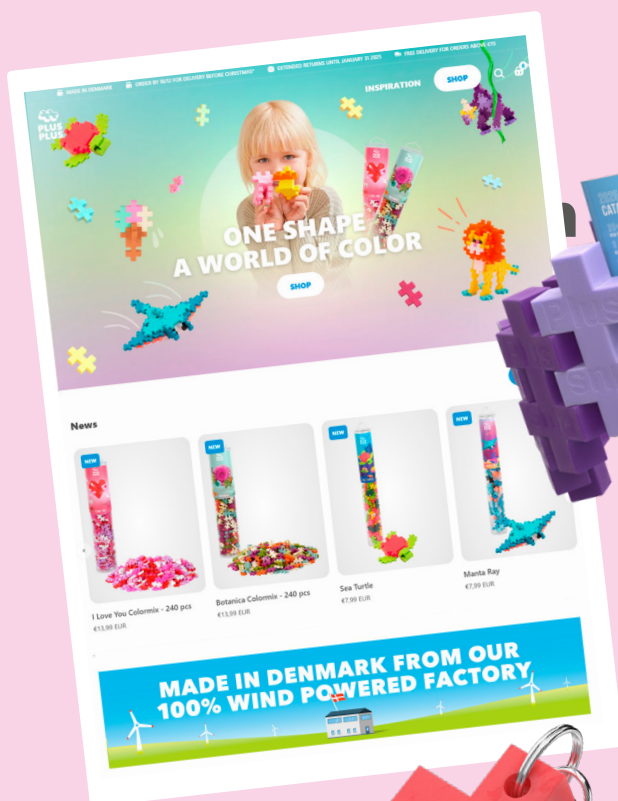 MADE IN DENMARK
ORDER BY 16/12 FOR DELIVERY BEFORE CHRISTMAS*
EXTENDED RETURNS UNTIL JANUARY 31 2025
FREE DELIVERY FOR ORDERS ABOVE €70
PLUS
PLUS
INSPIRATION
SHOP
ONE SHAPE
A WORLD OF COLOR
SHOP
News
NEW
NEW
NEW
NEW
I Love You Colormix - 240 pcs
€13,99 EUR
Botanica Colormix - 240 pcs
€13,99 EUR
Sea Turtle
€7,99 EUR
Manta Ray
€7,99 EUR
MADE IN DENMARK FROM OUR
100% WIND POWERED FACTORY